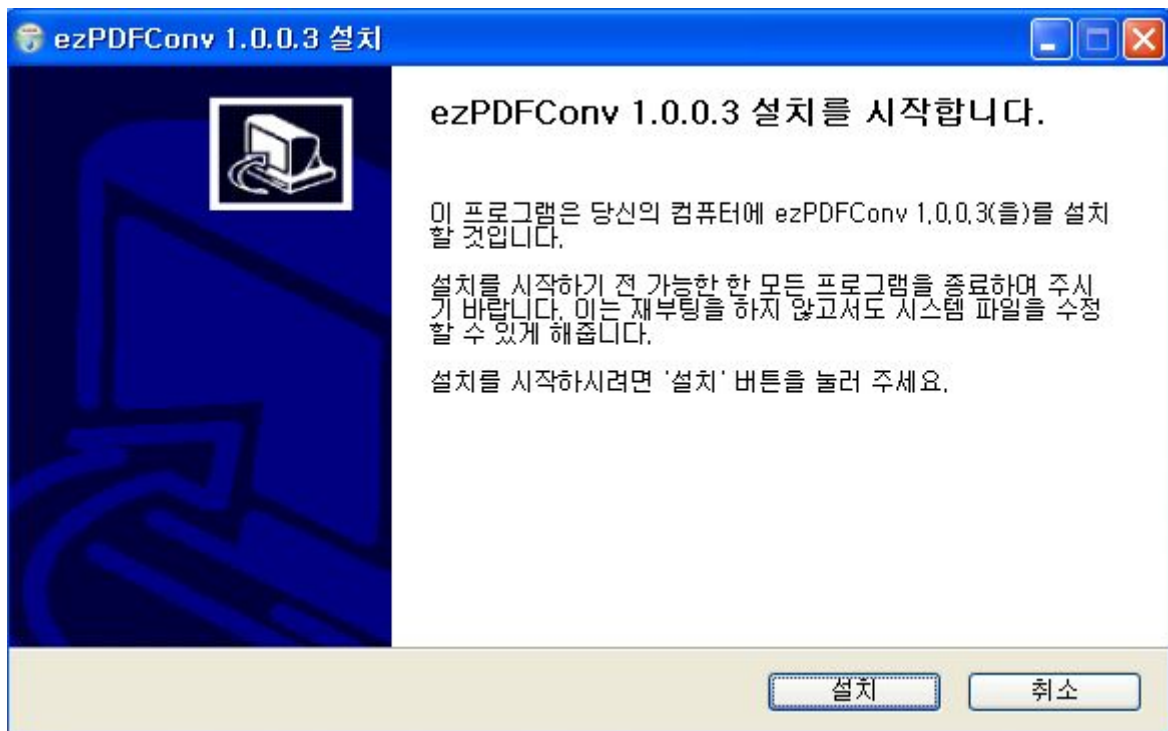 ezPDFConv 1.0.0.3 설치
ezPDFConv 1.0.0.3 설치를 시작합니다.
이 프로그램은 당신의 컴퓨터에 ezPDFConv 1.0.0.3(을)를 설치
할 것입니다.
설치를 시작하기 전 가능한 한 모든 프로그램을 종료하여 주시
기 바랍니다. 이는 재부팅을 하지 않고서도 시스템 파일을 수정
할 수 있게 해줍니다.
설치를 시작하시려면 '설치' 버튼을 눌러 주세요.
설치
취소